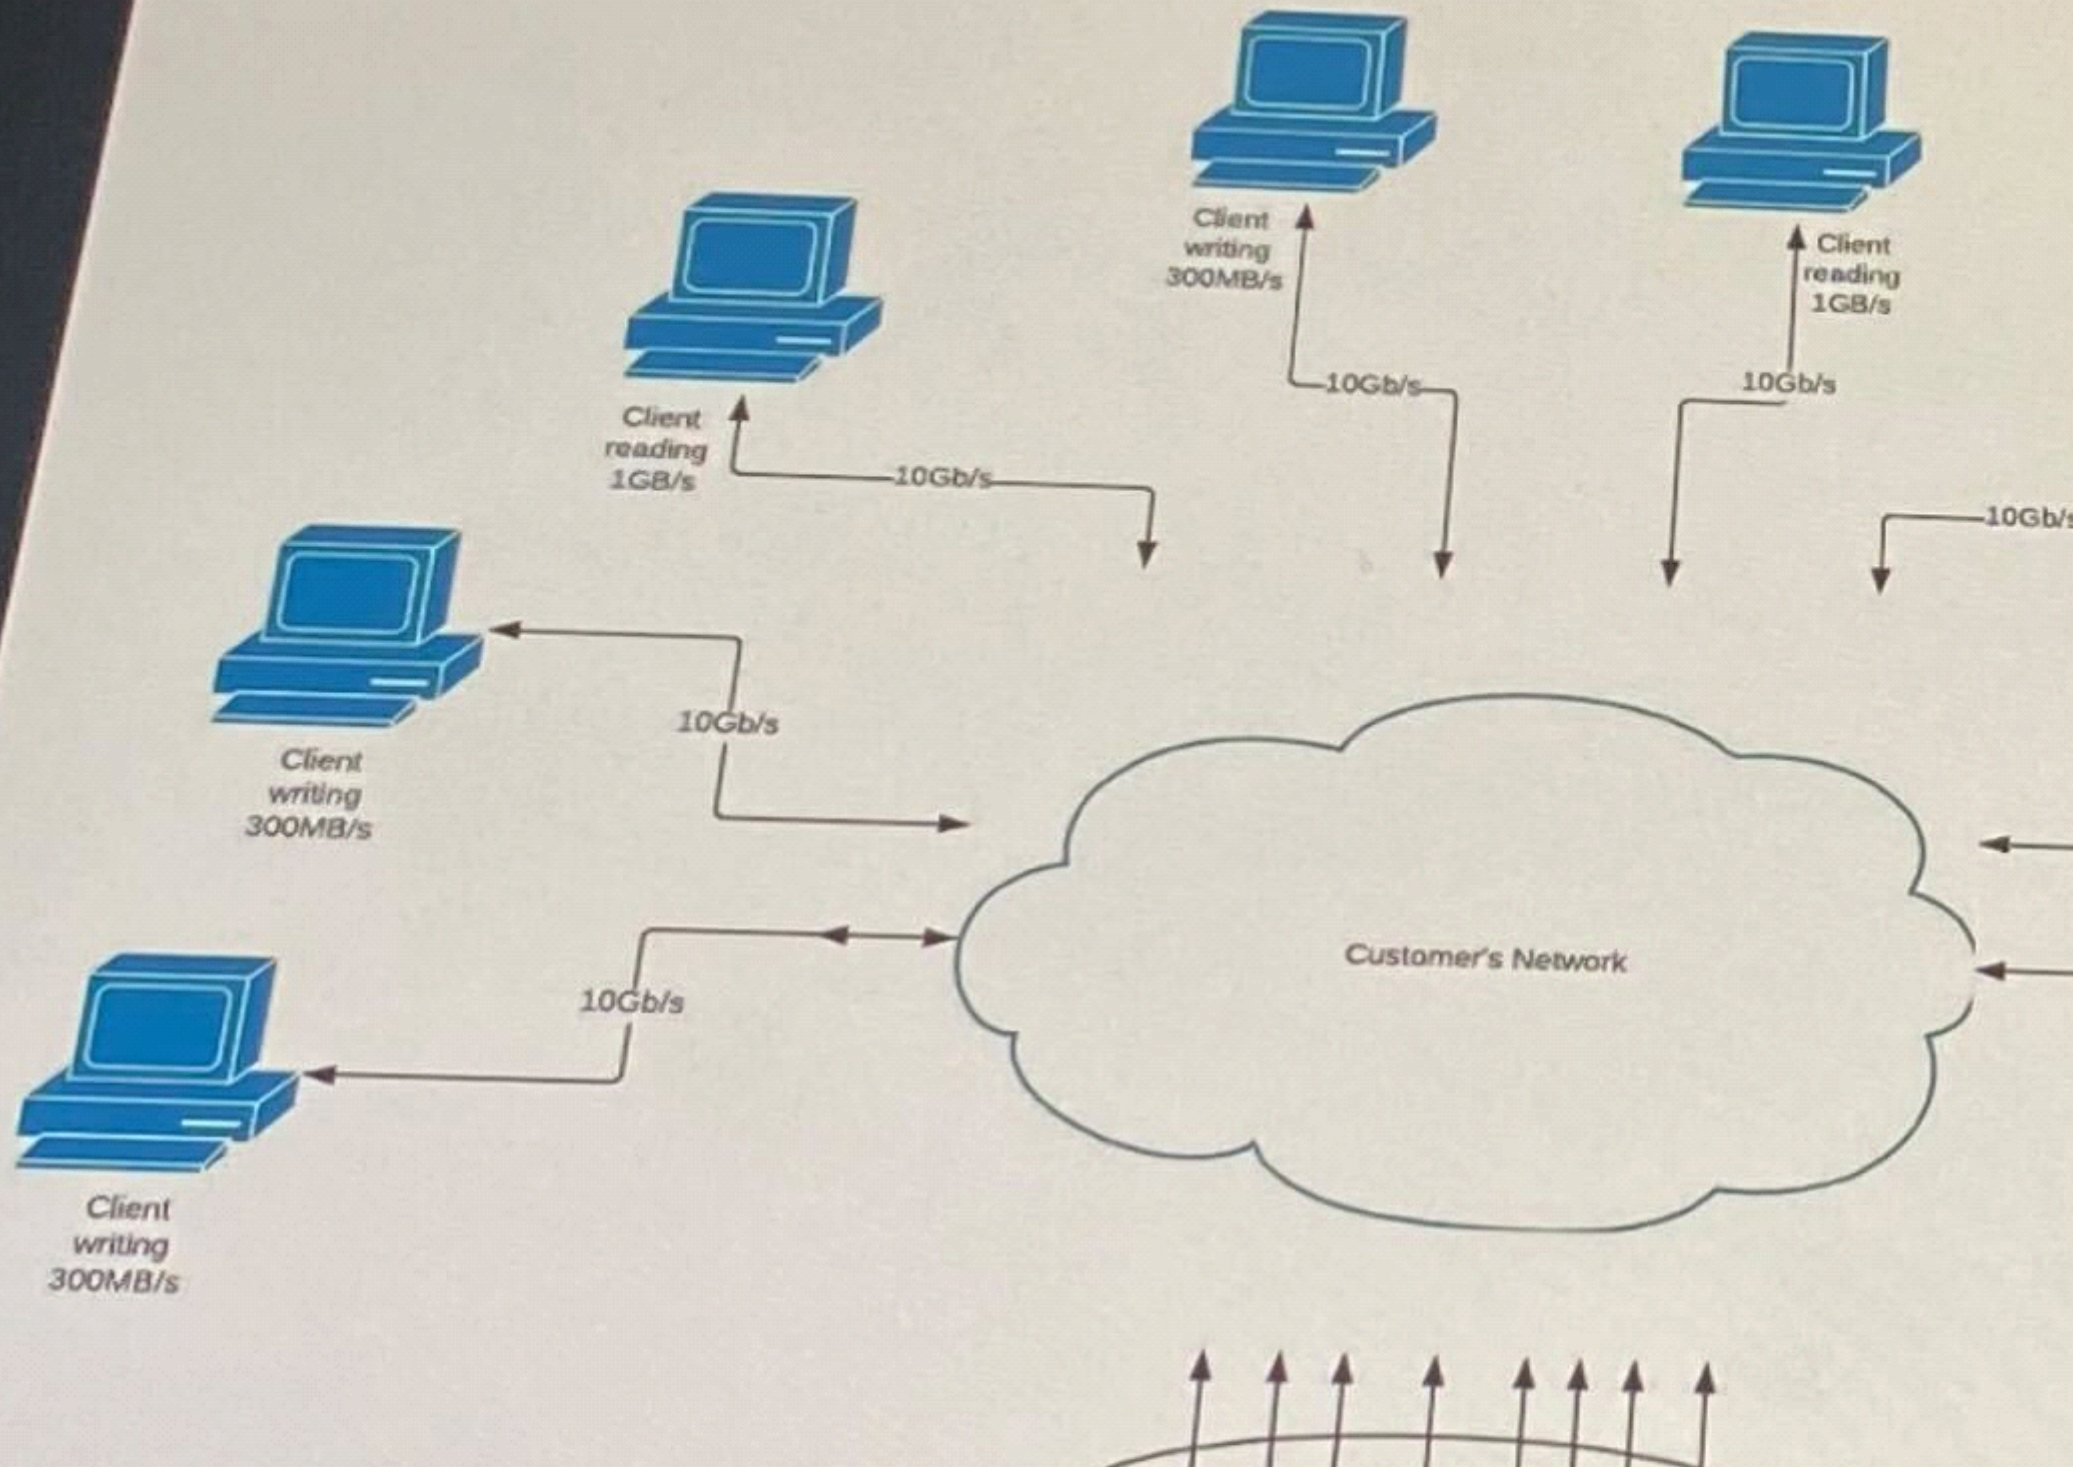 Client
writing
300MB/s
Client
reading
1GB/s
10Gb/s
10Gb/s
Client
reading
1GB/s
10Gb/s
10Gb/s
Client
writing
300MB/s
10Gb/s
Customer's Network
10Gb/s
Client
writing
300MB/s